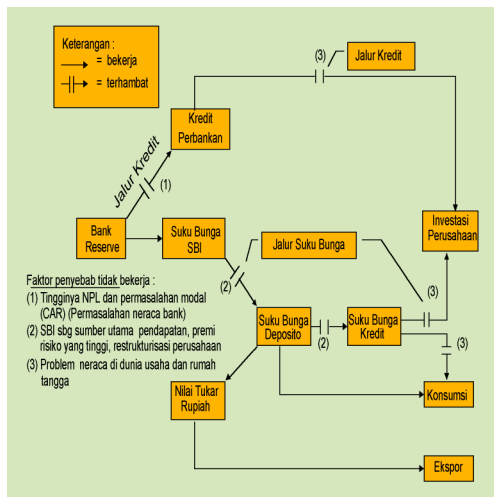 Keterangan :
= bekerja
= terhambat
(3)
Jalur Kredit
Kredit
Perbankan
Jalur Kredit
(1)
Bank
Reserve
Suku Bunga
SBI
Jalur Suku Bunga
Investasi
Perusahaan
Faktor penyebab tidak bekerja :
(1) Tingginya NPL dan permasalahan modal
(CAR) (Permasalahan neraca bank)
(2) SBI sbg sumber utama pendapatan, premi
risiko yang tinggi, restrukturisasi perusahaan
(3) Problem neraca di dunia usaha dan rumah
tangga
(2)
Suku Bunga
Deposito
(2)
Suku Bunga
Kredit
(3)
(3)
Nilai Tukar
Rupiah
Konsumsi
Ekspor